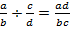 a/b ÷ c/d = ad/bc